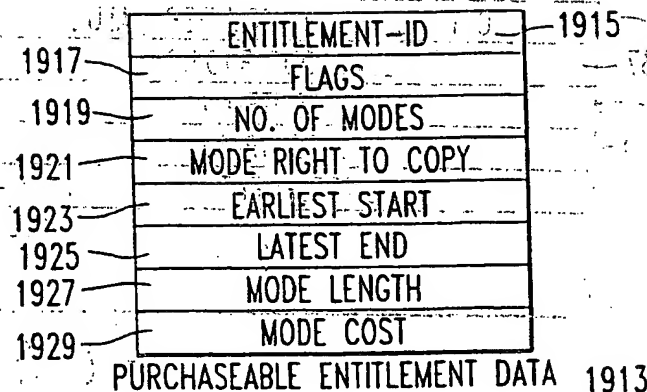 ENTITLEMENT-ID 1915
1917 FLAGS
1919 NO. OF MODES
1921 MODE RIGHT TO COPY
1923 EARLIEST START
1925 LATEST END
1927 MODE LENGTH
1929 MODE COST
PURCHASEABLE ENTITLEMENT DATA 1913